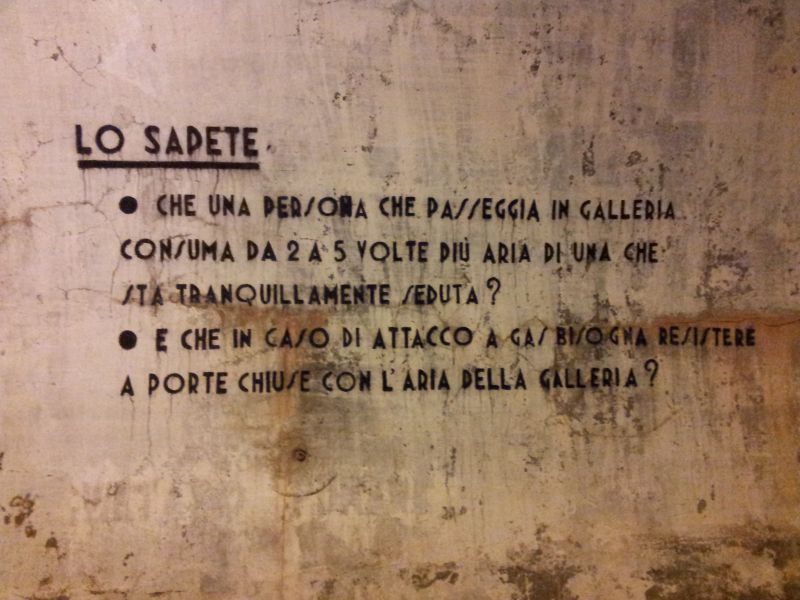 LO SAPETE
• CHE UNA PERSONA CHE PASSEGGIA IN GALLERIA
CONSUMA DA 2 A 5 VOLTE PIÙ ARIA DI UNA CHE
STA TRANQUILLAMENTE SEDUTA?
• E CHE IN CASO DI ATTACCO A GAS BISOGNA RESISTERE
A PORTE CHIUSE CON L'ARIA DELLA GALLERIA?